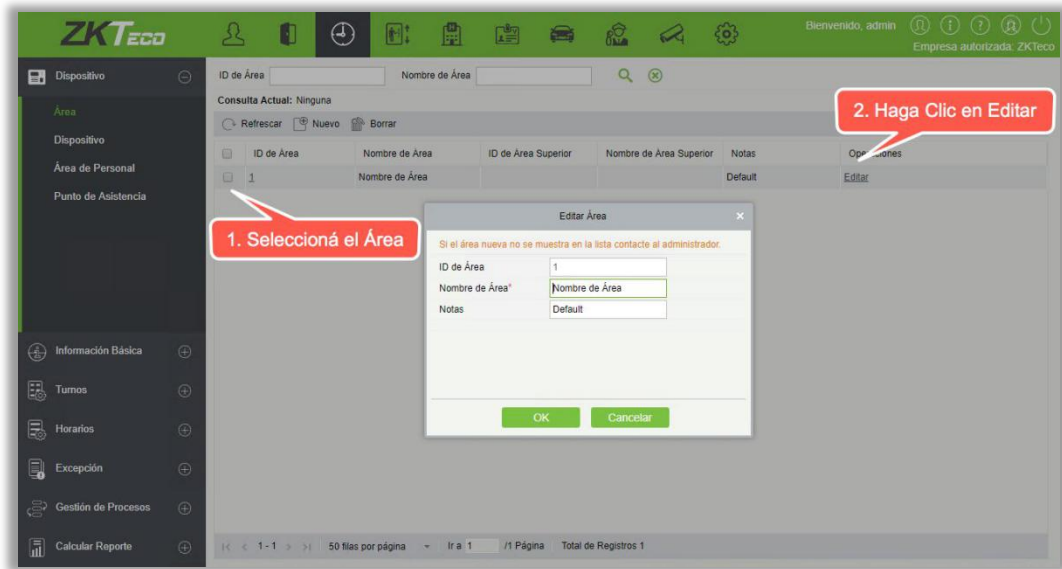 ZKTeco
Bienvenido, admin
Empresa autorizada: ZKTeco
Dispositivo
Área
Dispositivo
Área de Personal
Punto de Asistencia
Información Básica
Turnos
Horarios
Excepción
Gestión de Procesos
Calcular Reporte
ID de Área Nombre de Área
Consulta Actual: Ninguna
Refrescar Nuevo Borrar
ID de Área Nombre de Área ID de Área Superior Nombre de Área Superior Notas
1 Nombre de Área Default Editar
2. Haga Clic en Editar
1. Seleccioná el Área
Editar Área
Si el área nueva no se muestra en la lista contacte al administrador.
ID de Área 1
Nombre de Área* Nombre de Área
Notas Default
OK Cancelar
1 - 1 50 filas por página Ir a 1 /1 Página Total de Registros 1